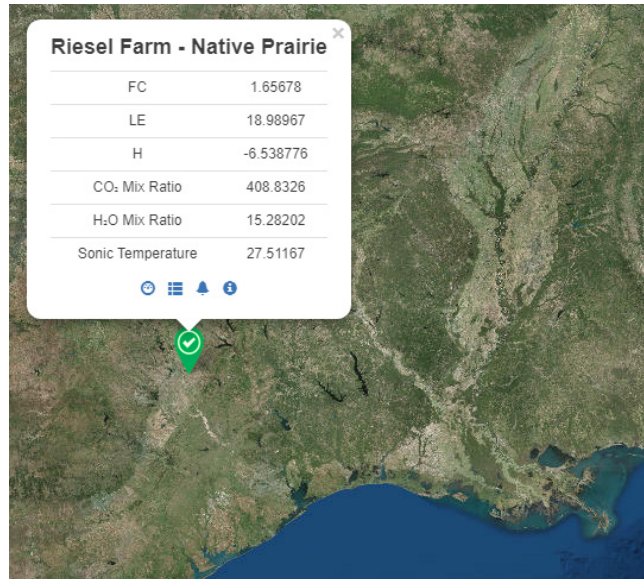 Riesel Farm - Native Prairie ×
FC 1.65678
LE 18.98967
H -6.538776
CO₂ Mix Ratio 408.8326
H₂O Mix Ratio 15.28202
Sonic Temperature 27.51167